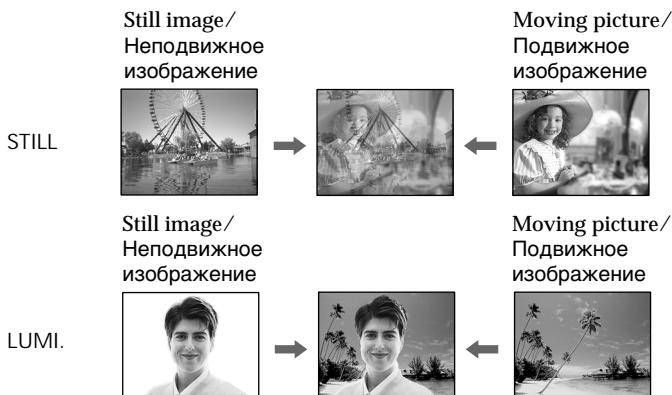 Still image/
Неподвижное
изображение
Moving picture/
Подвижное
изображение
STILL
Still image/
Неподвижное
изображение
Moving picture/
Подвижное
изображение
LUMI.